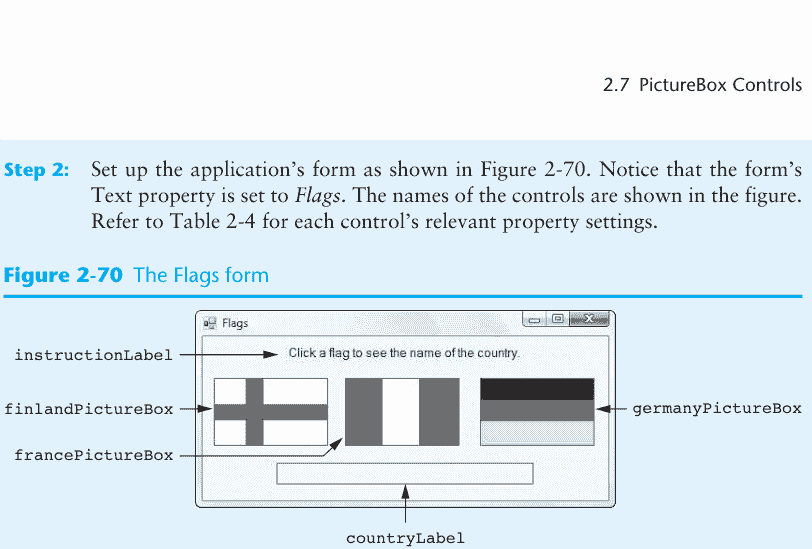 2.7 PictureBox Controls
Step 2: Set up the application's form as shown in Figure 2-70. Notice that the form's
Text property is set to Flags. The names of the controls are shown in the figure.
Refer to Table 2-4 for each control's relevant property settings.
Figure 2-70 The Flags form
Flags
instructionLabel
Click a flag to see the name of the country.
finlandPictureBox
germanyPictureBox
francePictureBox
countryLabel